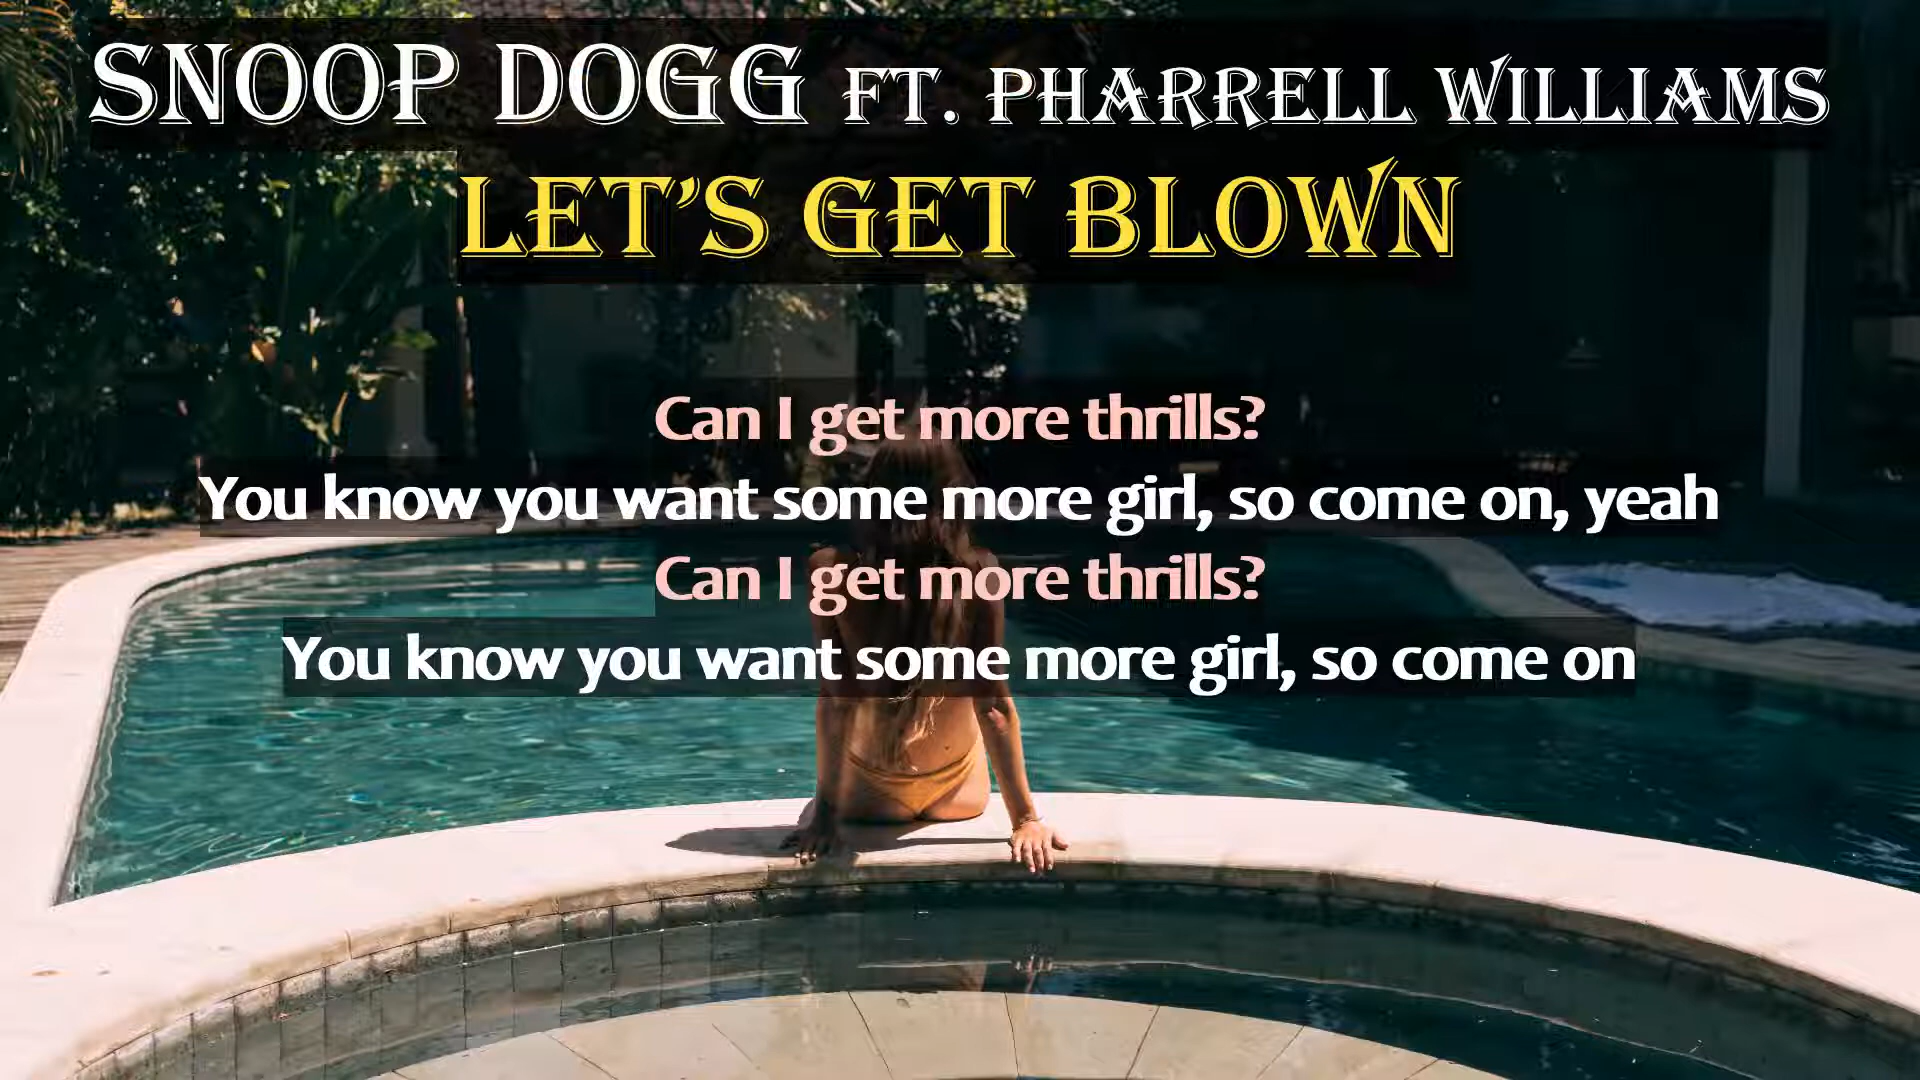 SNOOP DOGG FT. PHARRELL WILLIAMS
LET'S GET BLOWN
Can I get more thrills?
You know you want some more girl, so come on, yeah
Can I get more thrills?
You know you want some more girl, so come on